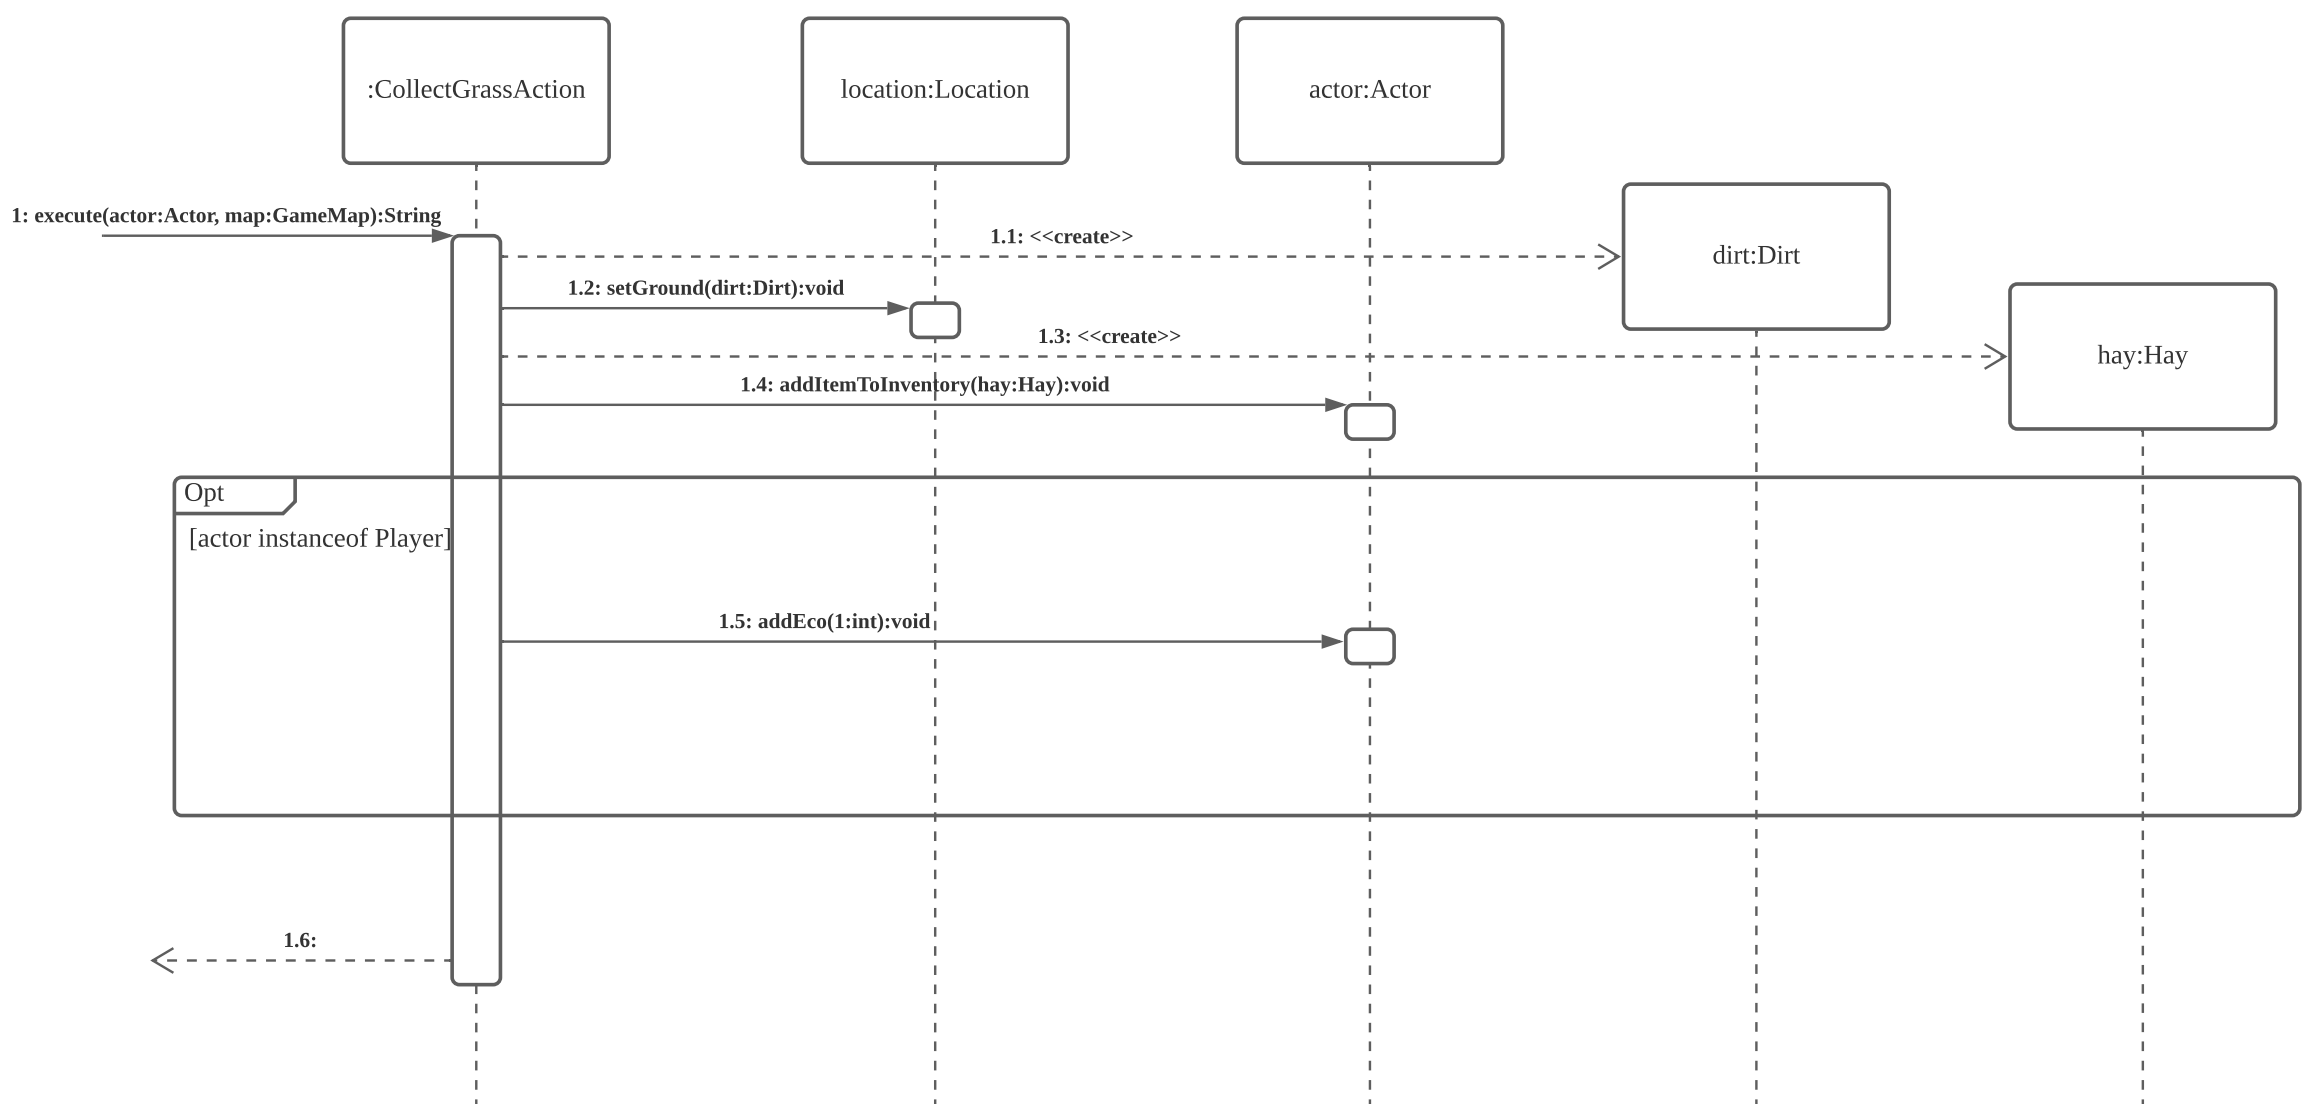 :CollectGrassAction
location:Location
actor:Actor
dirt:Dirt
hay:Hay
1: execute(actor:Actor, map:GameMap):String
1.1: <<create>>
1.2: setGround(dirt:Dirt):void
1.3: <<create>>
1.4: addItemToInventory(hay:Hay):void
Opt
[actor instanceof Player]
1.5: addEco(1:int):void
1.6: